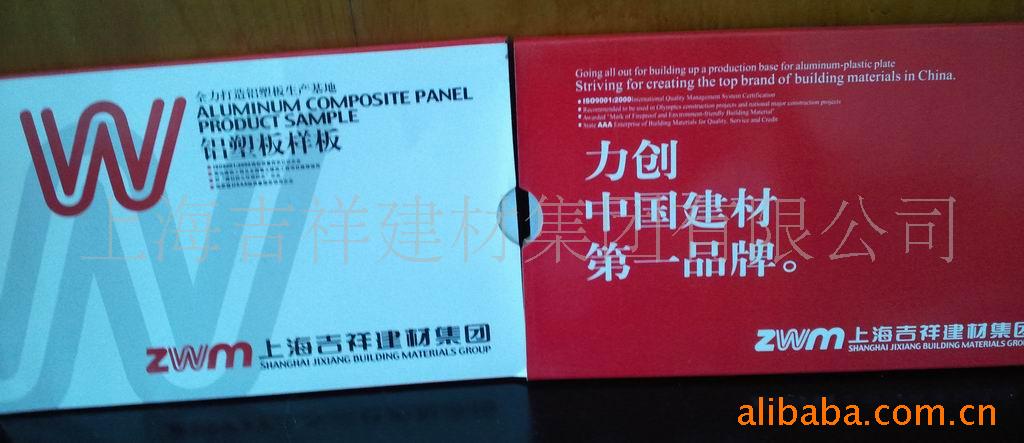 全力打造铝塑板生产基地
ALUMINUM COMPOSITE PANEL
PRODUCT SAMPLE
铝塑板样板
zwm 上海吉祥建材集团
SHANGHAI JIXIANG BUILDING MATERIALS GROUP
Going all out for building up a production base for aluminum-plastic plate
Striving for creating the top brand of building materials in China.
ISO9001:2000International Quality Management System Certification
Recommended to be used in Olympics construction projects and national major construction projects
Awarded "Mark of Fireproof and Environment-friendly Building Material"
State AAA Enterprise of Building Materials for Quality, Service and Credit
力创
中国建材
第一品牌。
zwm 上海吉祥建材集团
SHANGHAI JIXIANG BUILDING MATERIALS GROU
上海吉祥建材集团有限公司
alibaba.com.cn